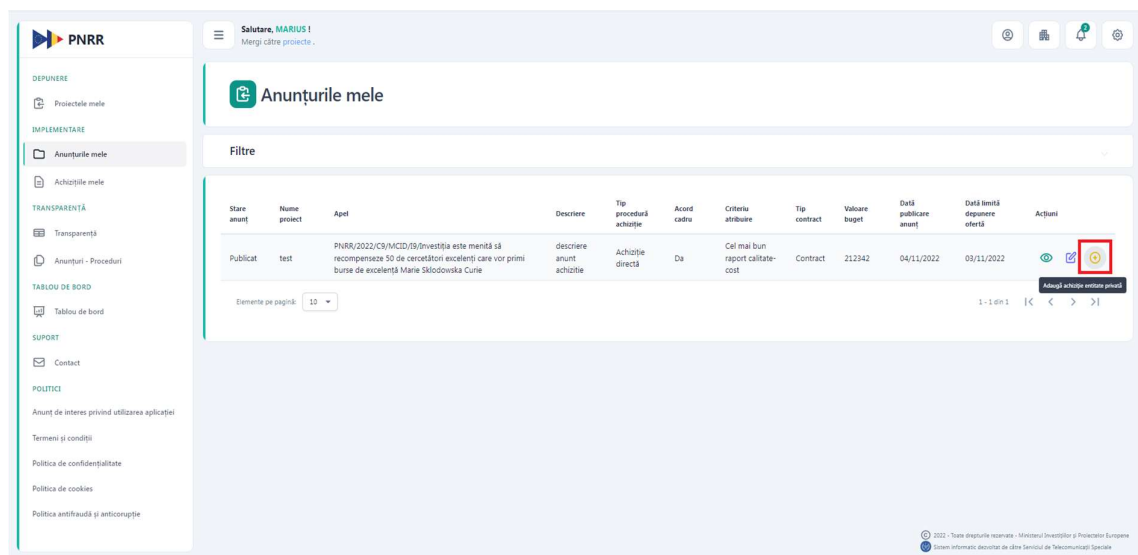 PNRR
Salutare, MARIUS !
Mergi către proiecte .
2
DEPUNERE
Proiectele mele
IMPLEMENTARE
Anunțurile mele
Achizițiile mele
TRANSPARENȚĂ
Transparență
Anunțuri - Proceduri
TABLOU DE BORD
Tablou de bord
SUPORT
Contact
POLITICI
Anunț de interes privind utilizarea aplicației
Termeni și condiții
Politica de confidențialitate
Politica de cookies
Politica antifraudă și anticorupție
Anunțurile mele
Filtre
Stare anunț
Nume proiect
Apel
Descriere
Tip procedură achiziție
Acord cadru
Criteriu atribuire
Tip contract
Valoare buget
Dată publicare anunț
Dată limită depunere ofertă
Acțiuni
Publicat
test
PNRR/2022/C9/MCID/I9/Investiția este menită să
recompenseze 50 de cercetători excelenți care vor primi
burse de excelență Marie Sklodowska Curie
descriere
anunt
achizitie
Achiziție
directă
Da
Cel mai bun
raport calitate-
cost
Contract
212342
04/11/2022
03/11/2022
Adaugă achiziție entitate privată
Elemente pe pagină: 10
1 - 1 din 1
© 2022 - Toate drepturile rezervate - Ministerul Investițiilor și Proiectelor Europene
Sistem informatic dezvoltat de către Serviciul de Telecomunicații Speciale